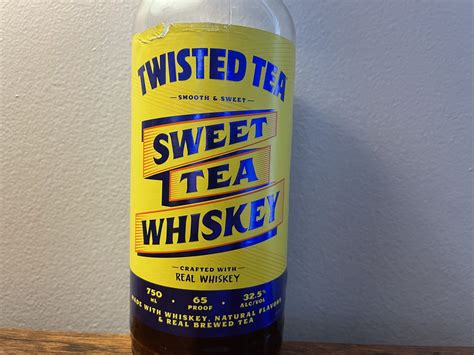 TWISTED TEA
— SMOOTH & SWEET —
SWEET
TEA
WHISKEY
— CRAFTED WITH —
REAL WHISKEY
750 ML • 65 PROOF • 32.5% ALC/VOL
MADE WITH WHISKEY, NATURAL FLAVORS
& REAL BREWED TEA